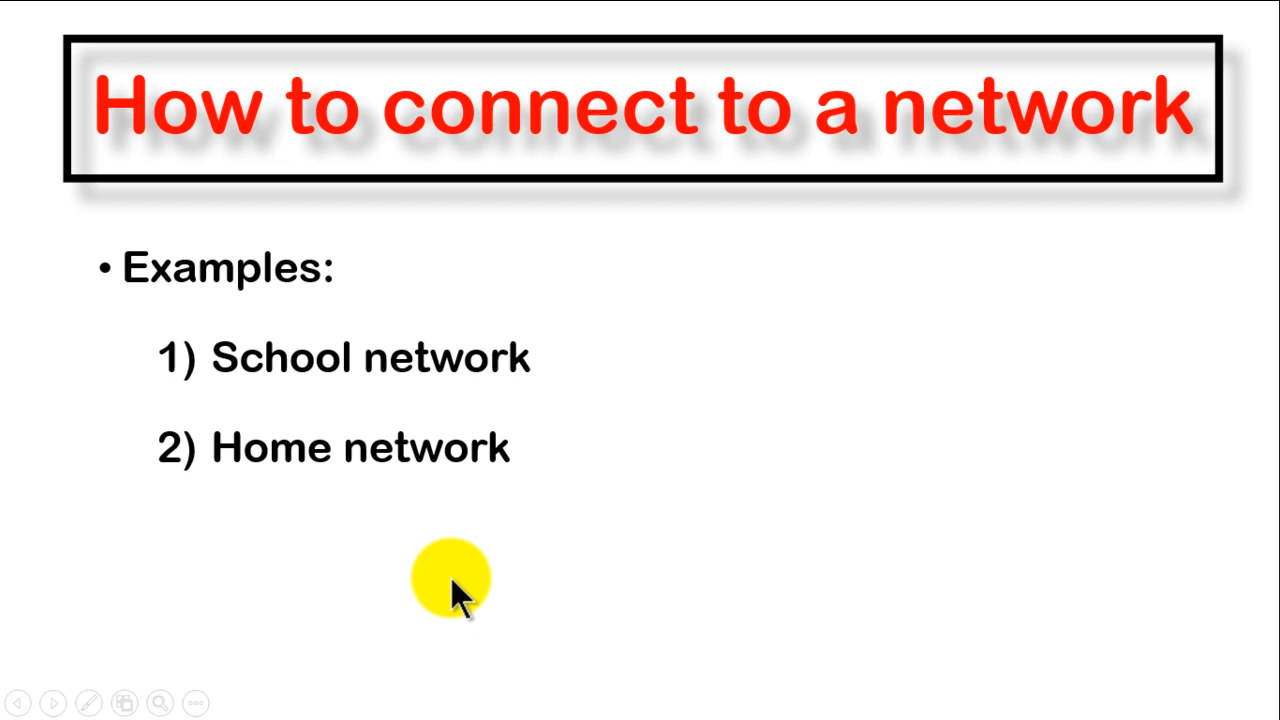 How to connect to a network
• Examples:
1) School network
2) Home network